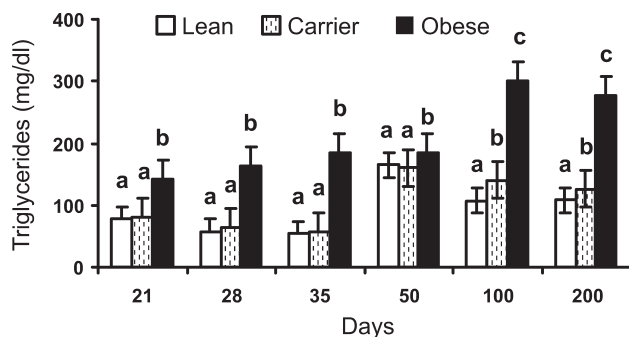 400
Lean Carrier Obese
Triglycerides (mg/dl)
300
200
100
0
a a b
a a b
a a b
a a b
a b c
a b c
21 28 35 50 100 200
Days